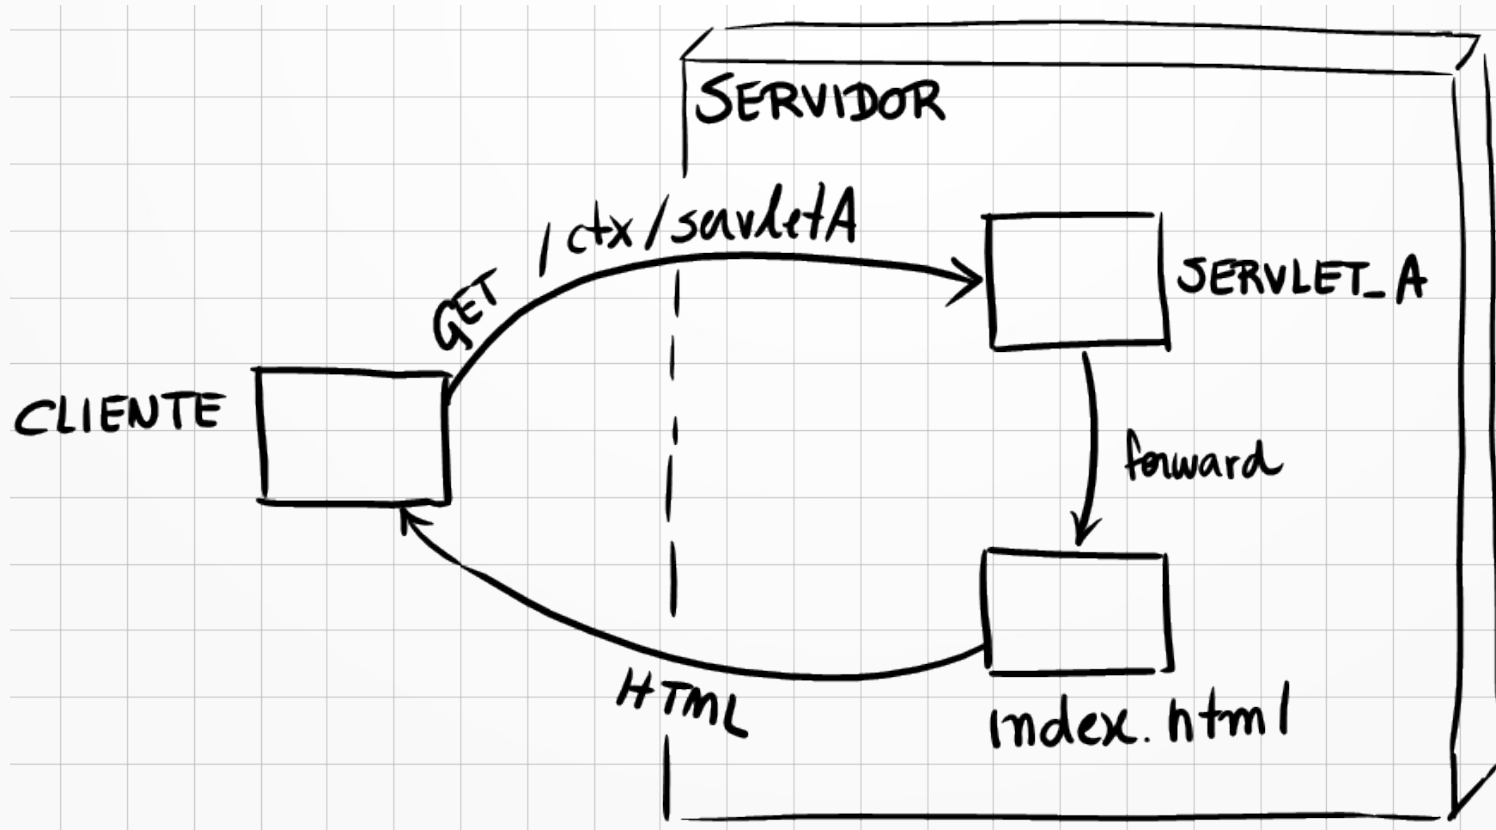 SERVIDOR
GET /ctx/servletA
SERVLET_A
CLIENTE
forward
HTML
index.html